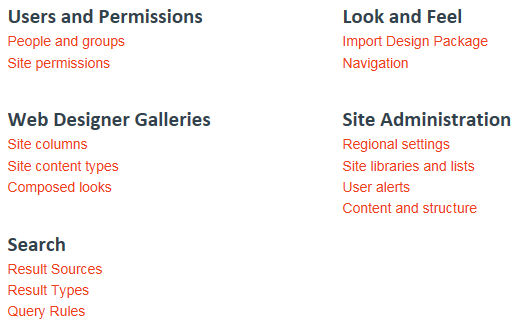 Users and Permissions
People and groups
Site permissions
Look and Feel
Import Design Package
Navigation
Web Designer Galleries
Site columns
Site content types
Composed looks
Site Administration
Regional settings
Site libraries and lists
User alerts
Content and structure
Search
Result Sources
Result Types
Query Rules